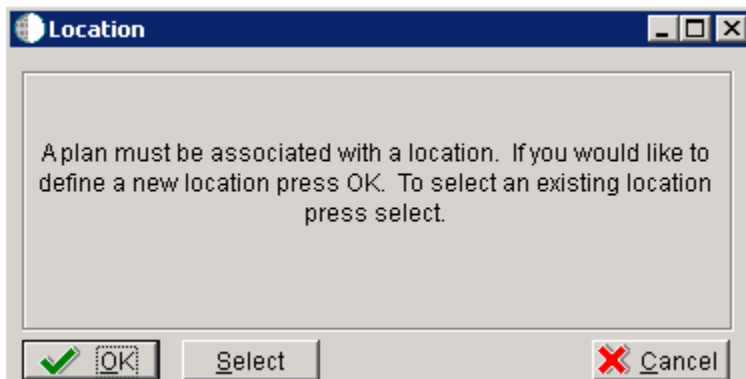 Location
A plan must be associated with a location. If you would like to
define a new location press OK. To select an existing location
press select.
OK Select Cancel